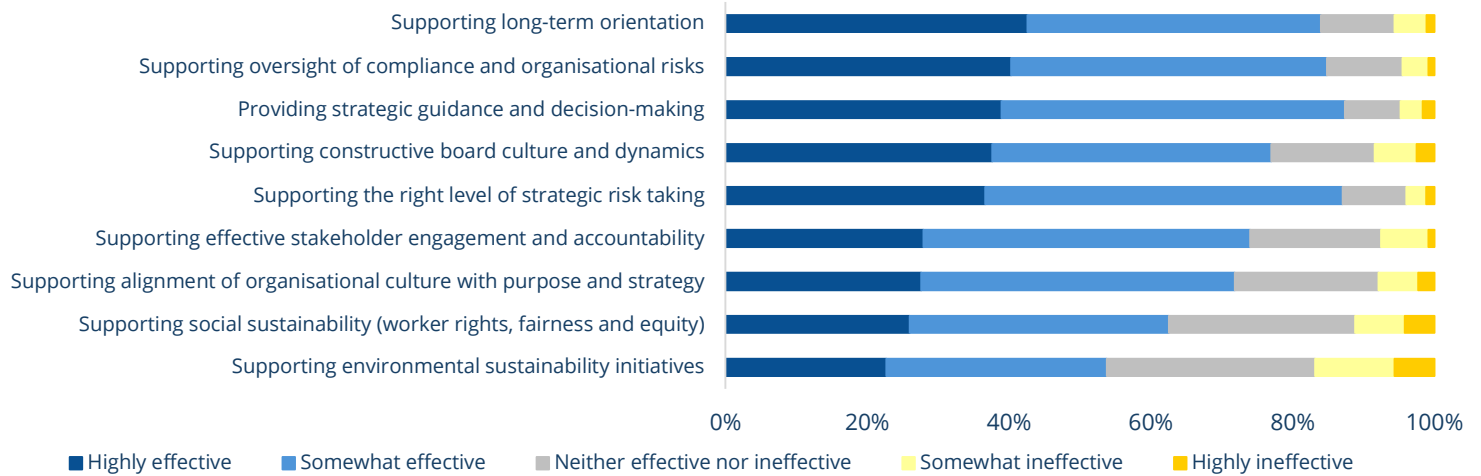 Supporting long-term orientation
Supporting oversight of compliance and organisational risks
Providing strategic guidance and decision-making
Supporting constructive board culture and dynamics
Supporting the right level of strategic risk taking
Supporting effective stakeholder engagement and accountability
Supporting alignment of organisational culture with purpose and strategy
Supporting social sustainability (worker rights, fairness and equity)
Supporting environmental sustainability initiatives
0% 20% 40% 60% 80% 100%
Highly effective Somewhat effective Neither effective nor ineffective Somewhat ineffective Highly ineffective